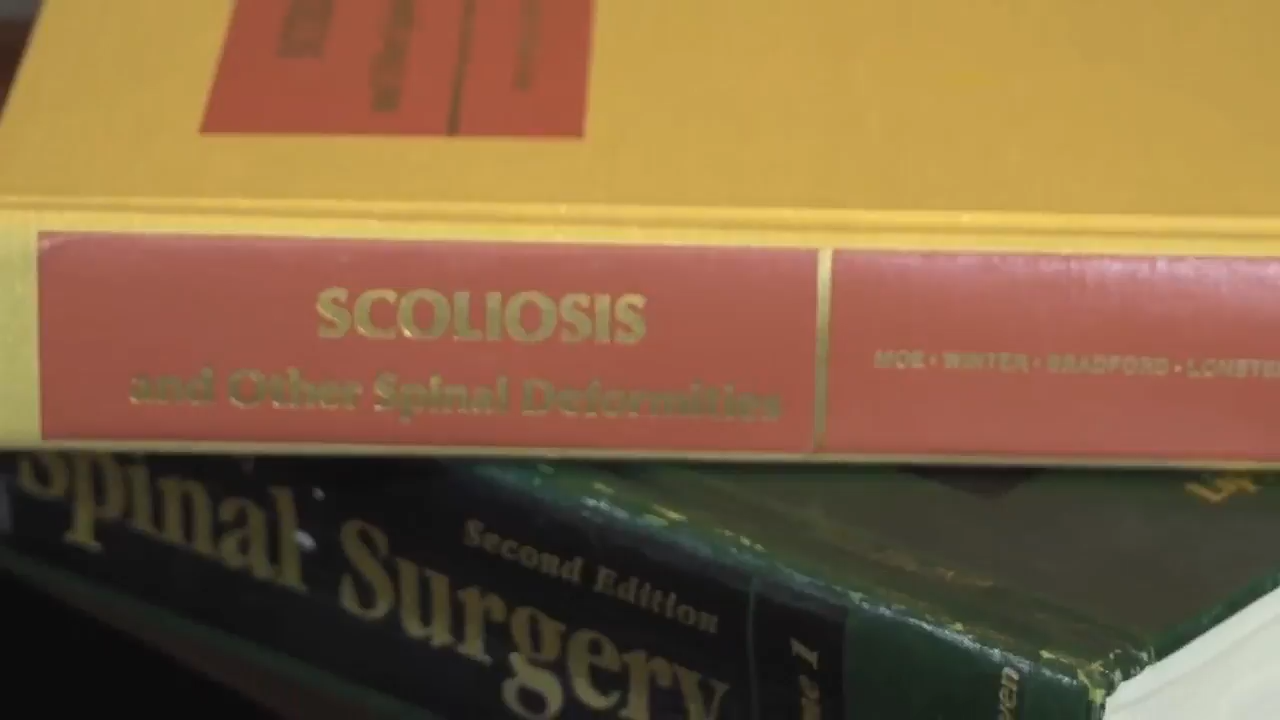 SCOLIOSIS
and Other Spinal Deformities
MOE • WINTER • BRADFORD •
Spinal Surgery
Second Edition